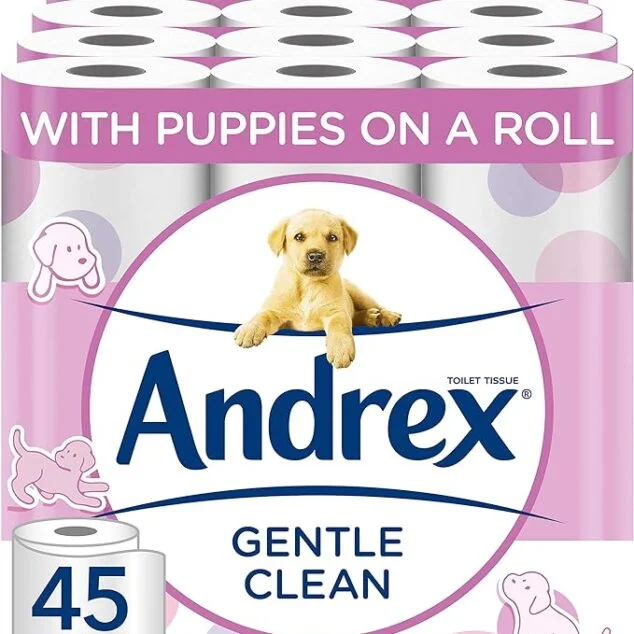 WITH PUPPIES ON A ROLL
TOILET TISSUE
Andrex®
GENTLE
CLEAN
45